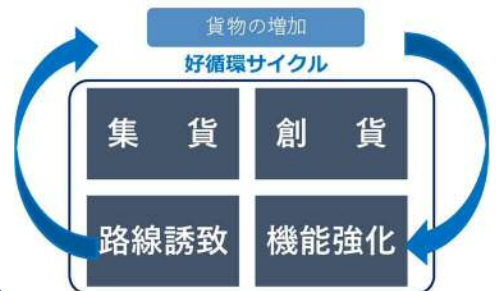 貨物の増加
好循環サイクル
集　貨
創　貨
路線誘致
機能強化